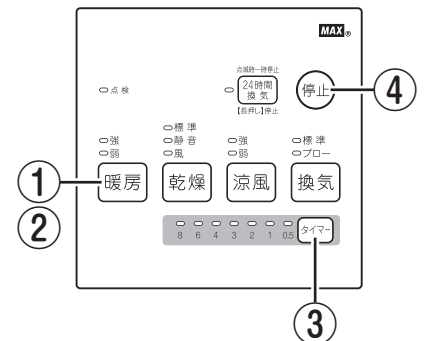 MAX®
点検
点滅時一時停止
24時間
換気
【長押し】停止
停止
④
標準
強
静音
強
標準
弱
風
弱
ブロー
①
暖房
乾燥
涼風
換気
②
8 6 4 3 2 1 0.5
タイマー
③